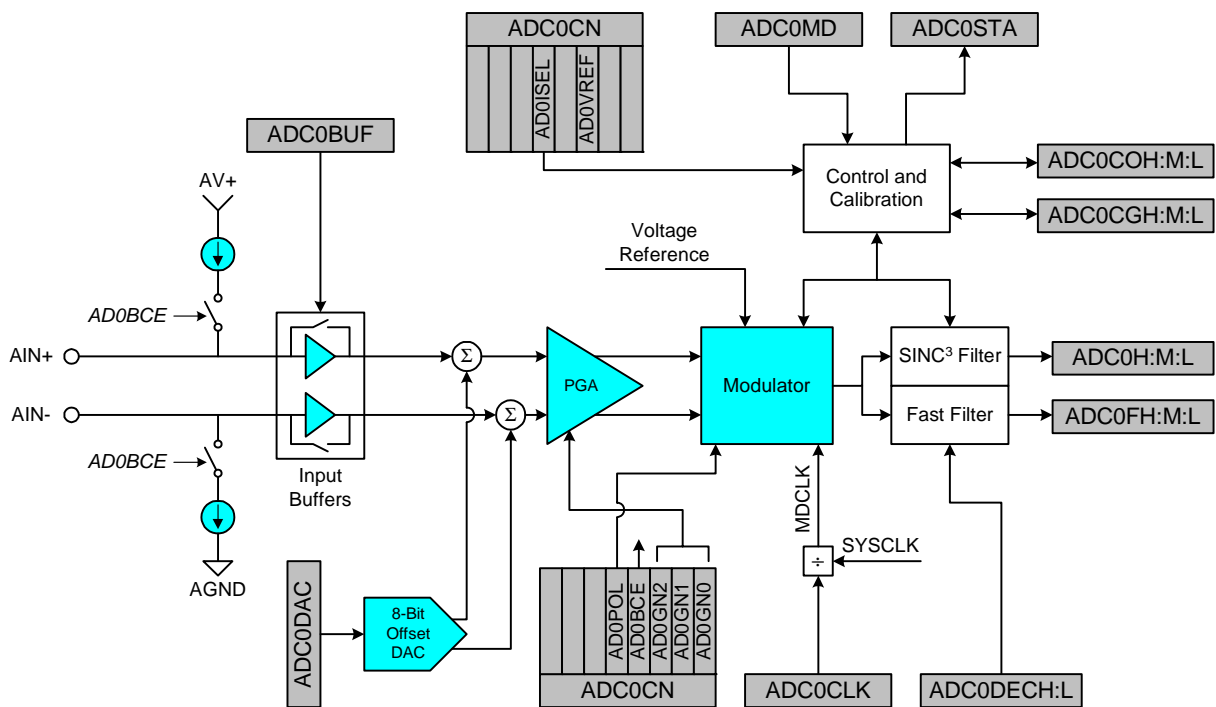 ADC0CN
AD0ISEL
AD0VREF
ADC0MD
ADC0STA
ADC0BUF
Control and
Calibration
ADC0COH:M:L
ADC0CGH:M:L
AV+
Voltage
Reference
AD0BCE
AIN+
Σ
PGA
Modulator
SINC³ Filter
ADC0H:M:L
AIN-
Σ
Fast Filter
ADC0FH:M:L
AD0BCE
Input
Buffers
AGND
MDCLK
SYSCLK
÷
ADC0DAC
8-Bit
Offset
DAC
AD0POL
AD0BCE
AD0GN2
AD0GN1
AD0GN0
ADC0CN
ADC0CLK
ADC0DECH:L